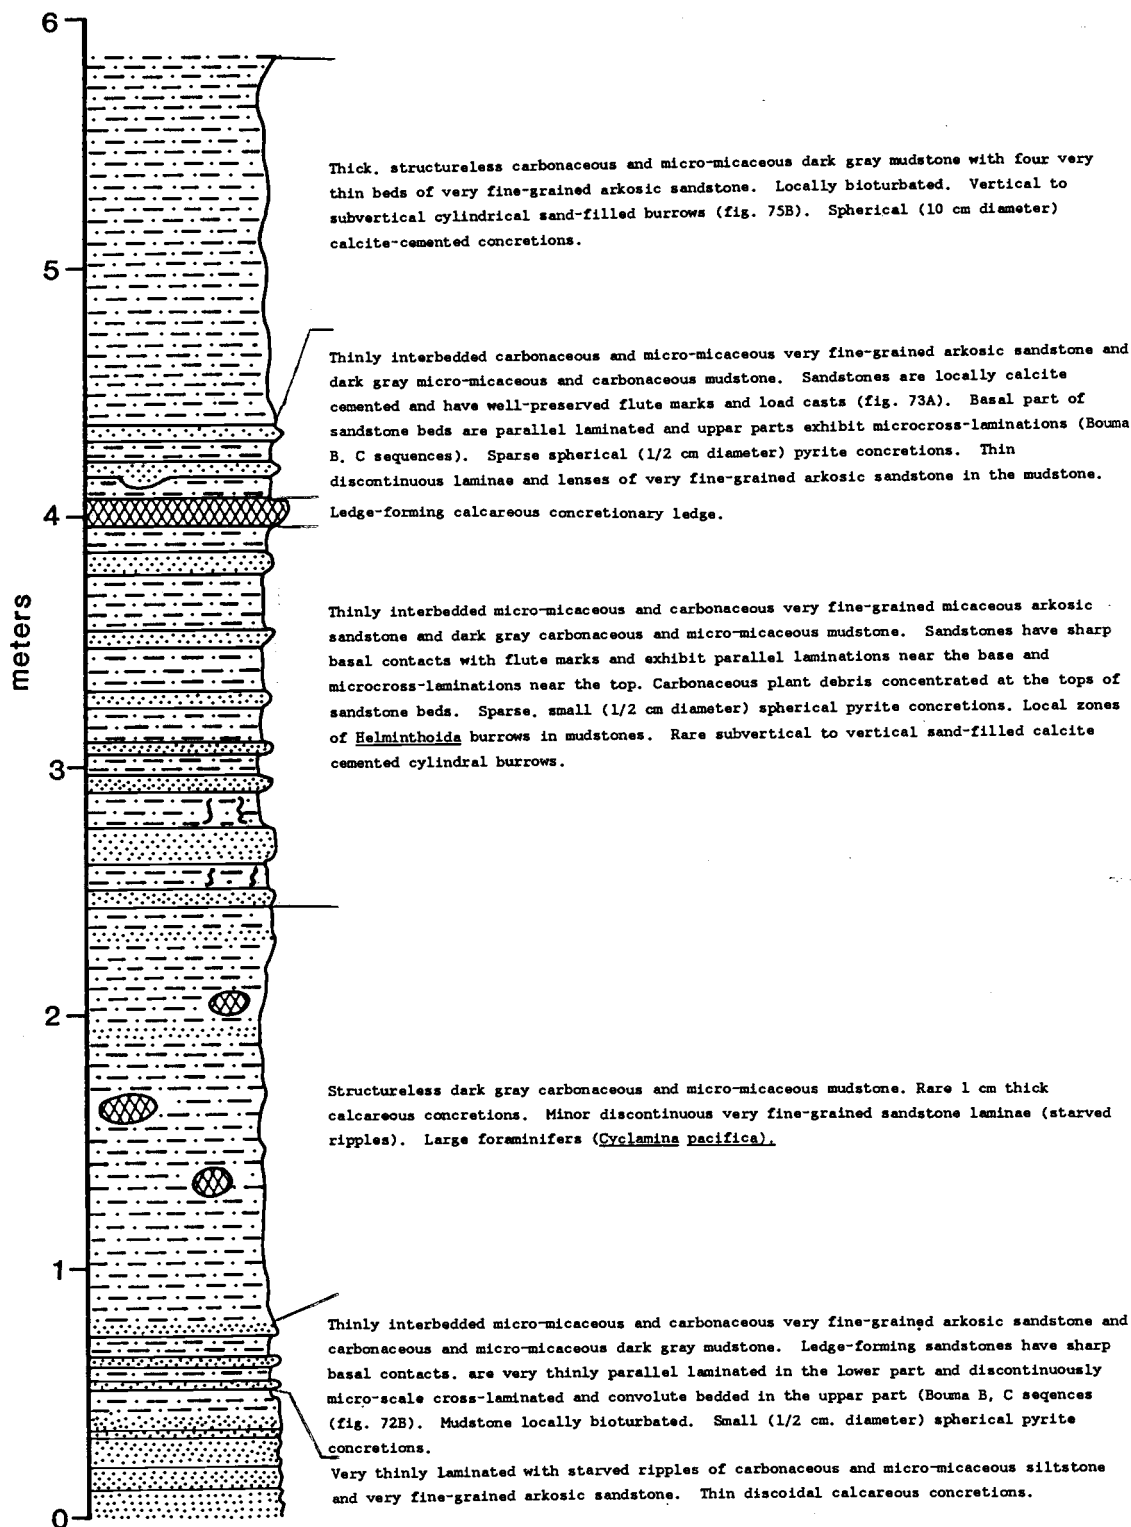 6
Thick. structureless carbonaceous and micro-micaceous dark gray mudstone with four very
thin beds of very fine-grained arkosic sandstone. Locally bioturbated. Vertical to
subvertical cylindrical sand-filled burrows (fig. 75B). Spherical (10 cm diameter)
calcite-cemented concretions.
5
Thinly interbedded carbonaceous and micro-micaceous very fine-grained arkosic sandstone and
dark gray micro-micaceous and carbonaceous mudstone. Sandstones are locally calcite
cemented and have well-preserved flute marks and load casts (fig. 73A). Basal part of
sandstone beds are parallel laminated and uppar parts exhibit microcross-laminations (Bouma
B. C sequences). Sparse spherical (1/2 cm diameter) pyrite concretions. Thin
discontinuous laminae and lenses of very fine-grained arkosic sandstone in the mudstone.
4
Ledge-forming calcareous concretionary ledge.
meters
Thinly interbedded micro-micaceous and carbonaceous very fine-grained micaceous arkosic
sandstone and dark gray carbonaceous and micro-micaceous mudstone. Sandstones have sharp
basal contacts with flute marks and exhibit parallel laminations near the base and
microcross-laminations near the top. Carbonaceous plant debris concentrated at the tops of
sandstone beds. Sparse. small (1/2 cm diameter) spherical pyrite concretions. Local zones
of Helminthoida burrows in mudstones. Rare subvertical to vertical sand-filled calcite
cemented cylindral burrows.
3
2
Structureless dark gray carbonaceous and micro-micaceous mudstone. Rare 1 cm thick
calcareous concretions. Minor discontinuous very fine-grained sandstone laminae (starved
ripples). Large foraminifers (Cyclamina pacifica).
1
Thinly interbedded micro-micaceous and carbonaceous very fine-grained arkosic sandstone and
carbonaceous and micro-micaceous dark gray mudstone. Ledge-forming sandstones have sharp
basal contacts. are very thinly parallel laminated in the lower part and discontinuously
micro-scale cross-laminated and convolute bedded in the uppar part (Bouma B, C seqences
(fig. 72B). Mudstone locally bioturbated. Small (1/2 cm. diameter) spherical pyrite
concretions.
Very thinly laminated with starved ripples of carbonaceous and micro-micaceous siltstone
and very fine-grained arkosic sandstone. Thin discoidal calcareous concretions.
0